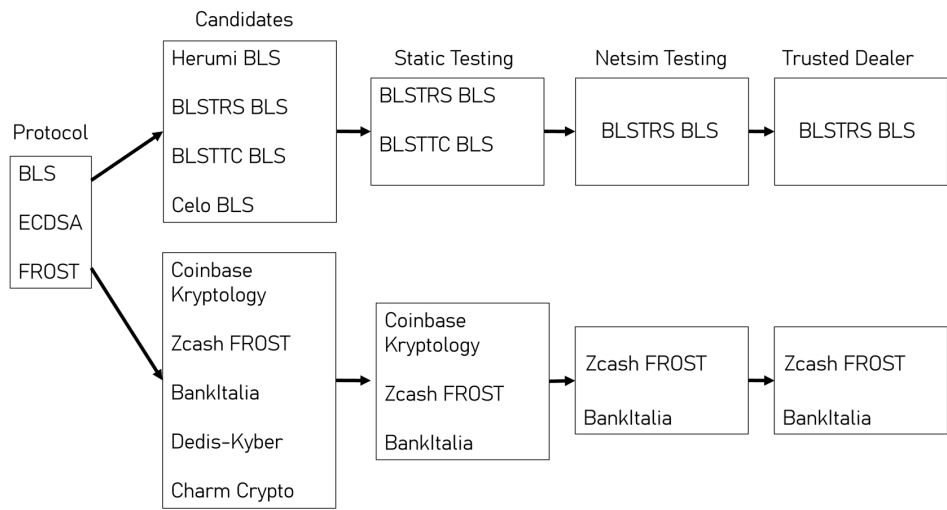 Protocol
BLS
ECDSA
FROST
Candidates
Herumi BLS
BLSTRS BLS
BLSTTC BLS
Celo BLS
Coinbase
Kryptology
Zcash FROST
BankItalia
Dedis-Kyber
Charm Crypto
Static Testing
BLSTRS BLS
BLSTTC BLS
Coinbase
Kryptology
Zcash FROST
BankItalia
Netsim Testing
BLSTRS BLS
Zcash FROST
BankItalia
Trusted Dealer
BLSTRS BLS
Zcash FROST
BankItalia